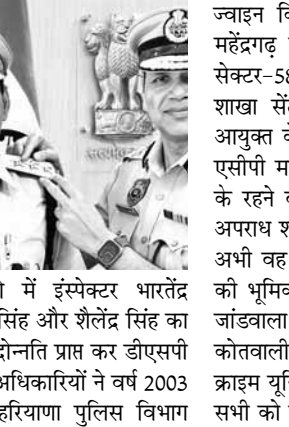 में इंस्पेक्टर भारतेंद्र
सिंह और शैलेंद्र सिंह का
दोन्नति प्राप्त कर डीएसपी
अधिकारियों ने वर्ष 2003
हरियाणा पुलिस विभाग
ज्वाइन
महेंद्रगढ़
सेक्टर-58
शाखा
आयुक्त
एसीपी
के रहने
अपराध
अभी वह
की
जांडवाला
कोतवाली
क्राइम
सभी को